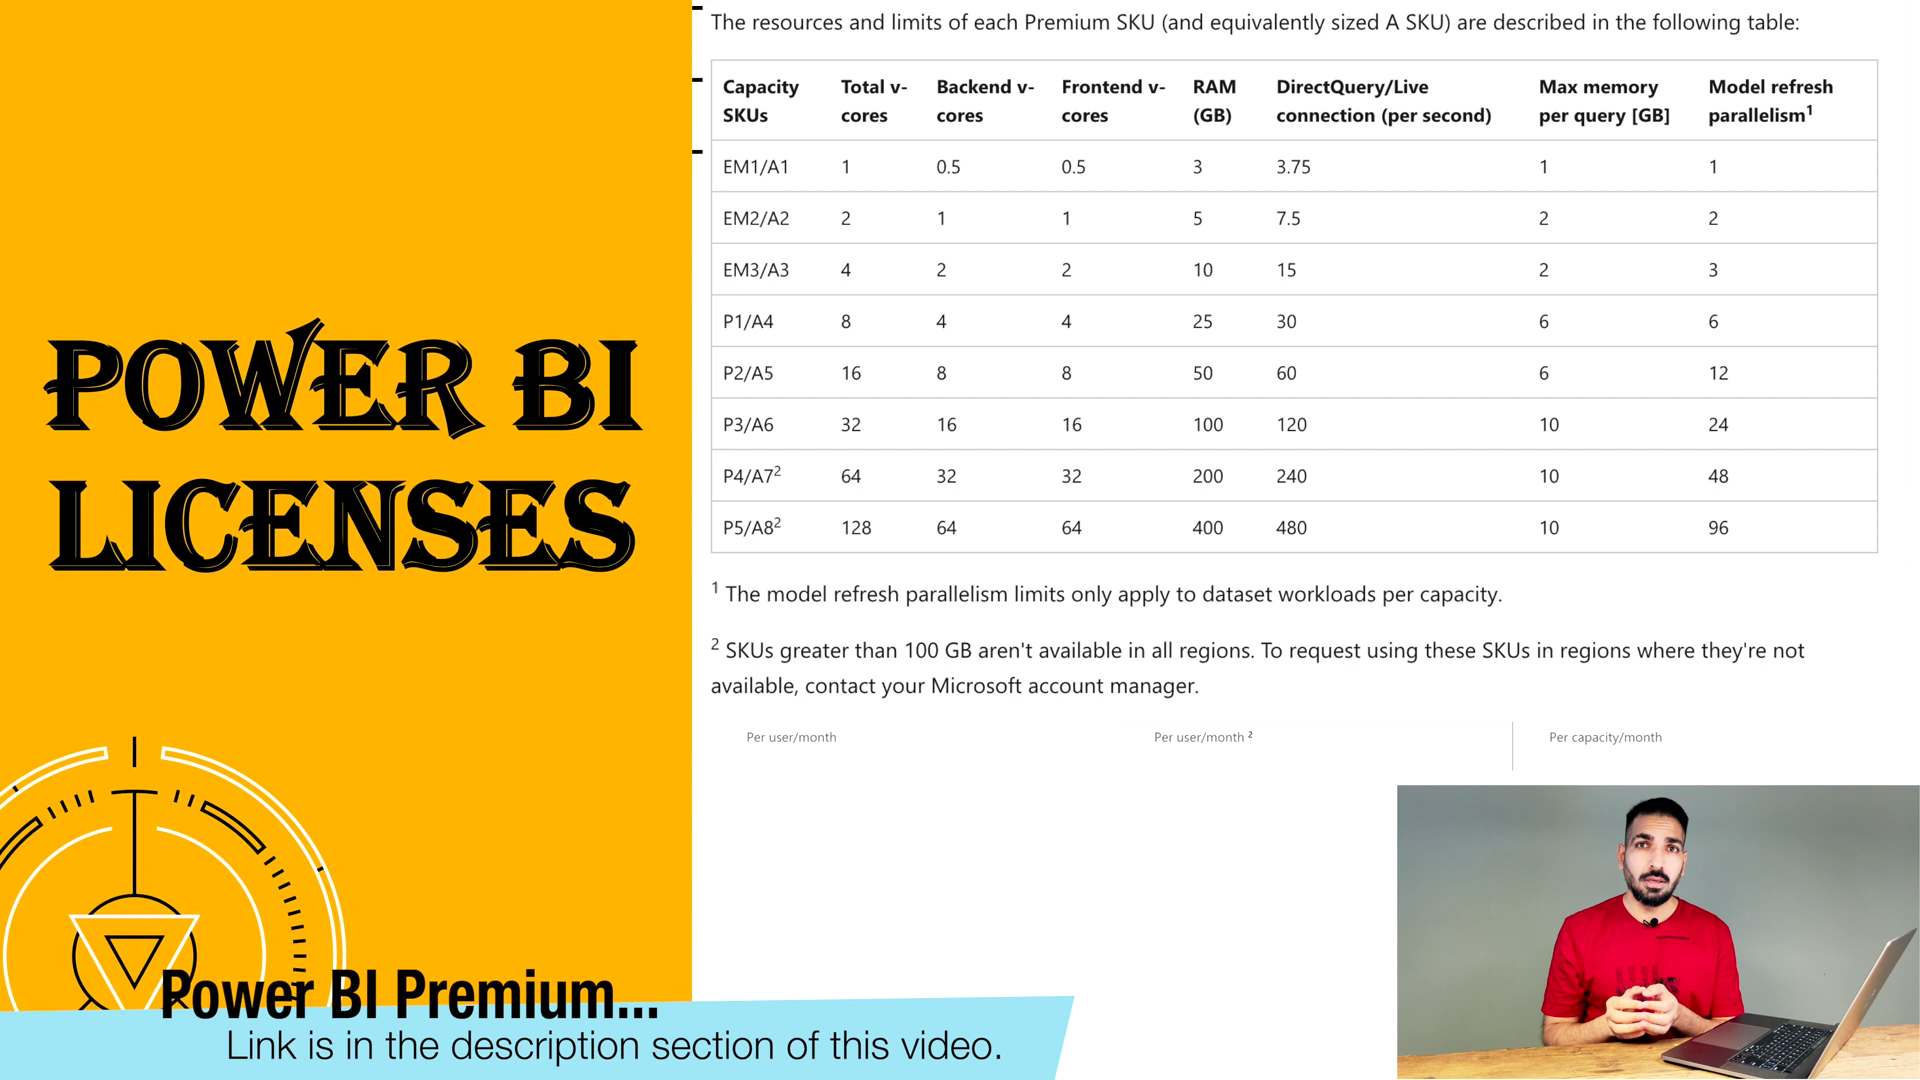 POWER BI
LICENSES
The resources and limits of each Premium SKU (and equivalently sized A SKU) are described in the following table:
Capacity SKUs Total v-cores Backend v-cores Frontend v-cores RAM (GB) DirectQuery/Live connection (per second) Max memory per query [GB] Model refresh parallelism¹
EM1/A1 1 0.5 0.5 3 3.75 1 1
EM2/A2 2 1 1 5 7.5 2 2
EM3/A3 4 2 2 10 15 2 3
P1/A4 8 4 4 25 30 6 6
P2/A5 16 8 8 50 60 6 12
P3/A6 32 16 16 100 120 10 24
P4/A7² 64 32 32 200 240 10 48
P5/A8² 128 64 64 400 480 10 96
¹ The model refresh parallelism limits only apply to dataset workloads per capacity.
² SKUs greater than 100 GB aren't available in all regions. To request using these SKUs in regions where they're not
available, contact your Microsoft account manager.
Per user/month Per user/month ² Per capacity/month
Power BI Premium...
Link is in the description section of this video.